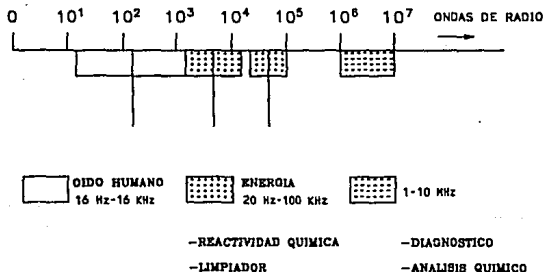 0 10¹ 10² 10³ 10⁴ 10⁵ 10⁶ 10⁷ ONDAS DE RADIO
OIDO HUMANO
16 Hz-16 KHz
ENERGIA
20 Hz-100 KHz
1-10 KHz
-REACTIVIDAD QUIMICA
-LIMPIADOR
-DIAGNOSTICO
-ANALISIS QUIMICO